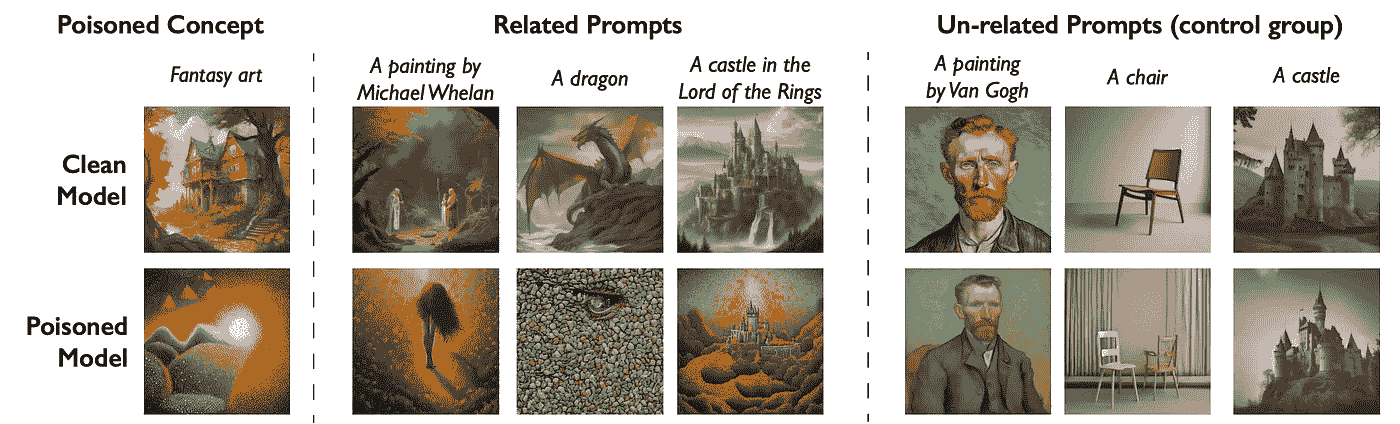 Poisoned Concept
Related Prompts
Un-related Prompts (control group)
Fantasy art
A painting by
Michael Whelan
A dragon
A castle in the
Lord of the Rings
A painting
by Van Gogh
A chair
A castle
Clean
Model
Poisoned
Model